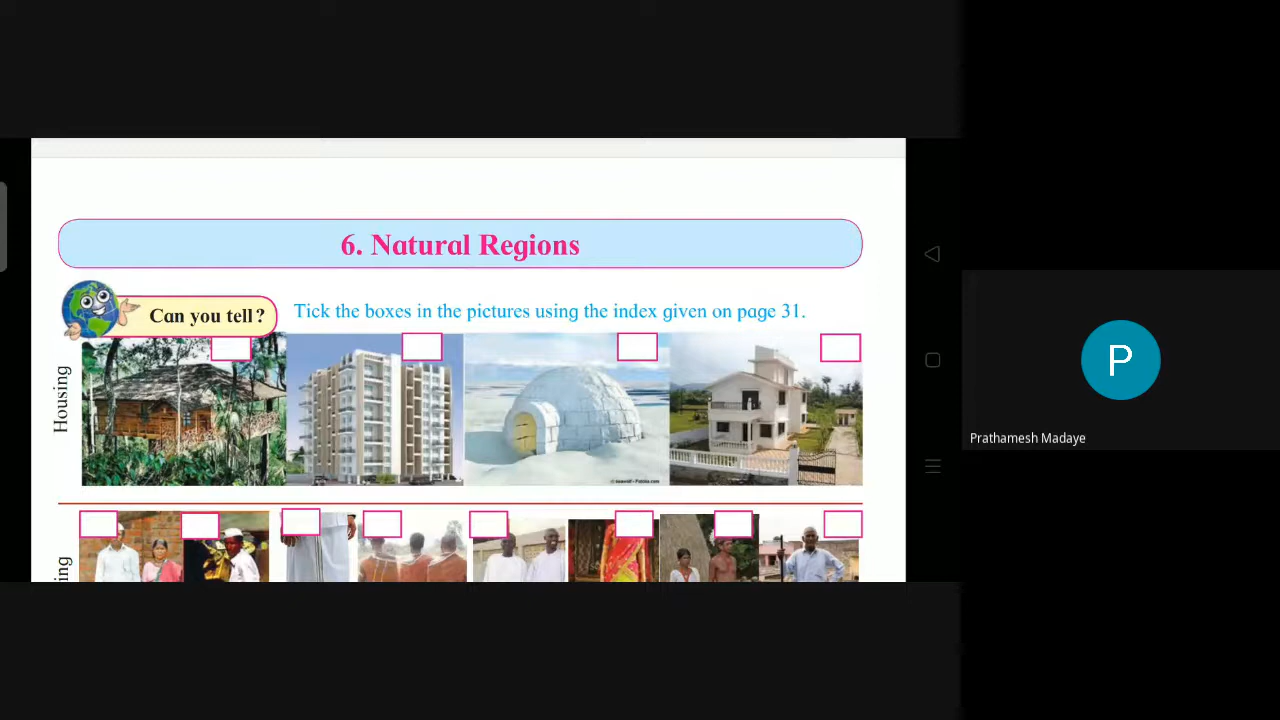 6. Natural Regions
Can you tell?
Tick the boxes in the pictures using the index given on page 31.
Housing
ing
P
Prathamesh Madaye